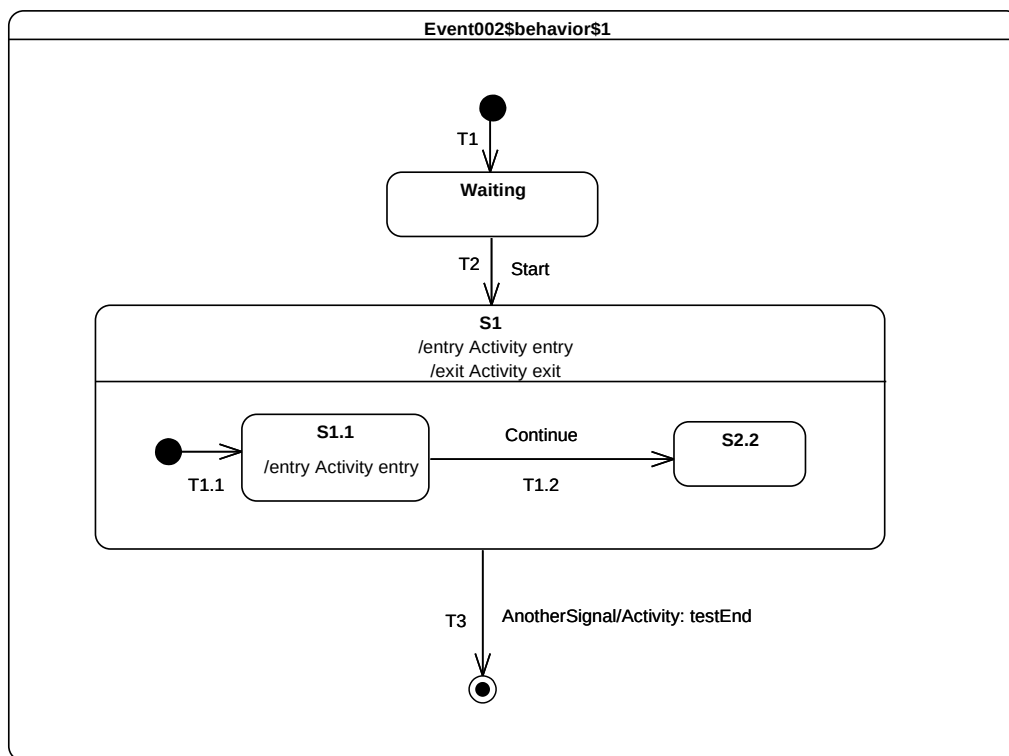 Event002$behavior$1
T1
Waiting
T2
Start
S1
/entry Activity entry
/exit Activity exit
S1.1
/entry Activity entry
T1.1
Continue
T1.2
S2.2
T3
AnotherSignal/Activity: testEnd